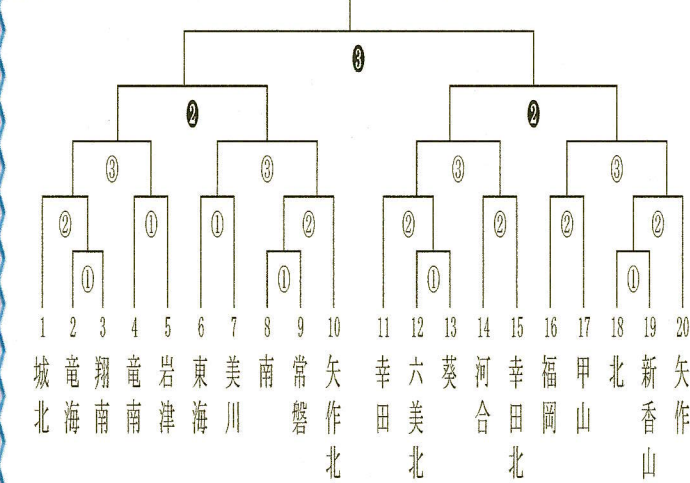 ❸
❷ ❷
③ ③ ③ ③
② ① ① ② ② ② ② ②
① ① ① ①
1 2 3 4 5 6 7 8 9 10 11 12 13 14 15 16 17 18 19 20
城北
竜海
翔南
竜南
岩津
東海
美川
南
常磐
矢作北
幸田
六美北
葵
河合
幸田北
福岡
甲山
北
新香山
矢作